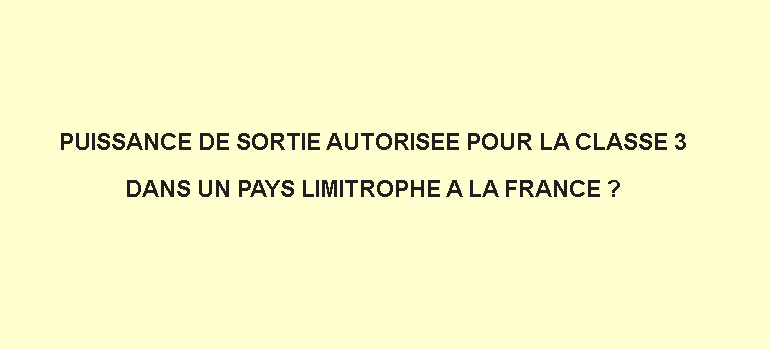 PUISSANCE DE SORTIE AUTORISEE POUR LA CLASSE 3
DANS UN PAYS LIMITROPHE A LA FRANCE ?